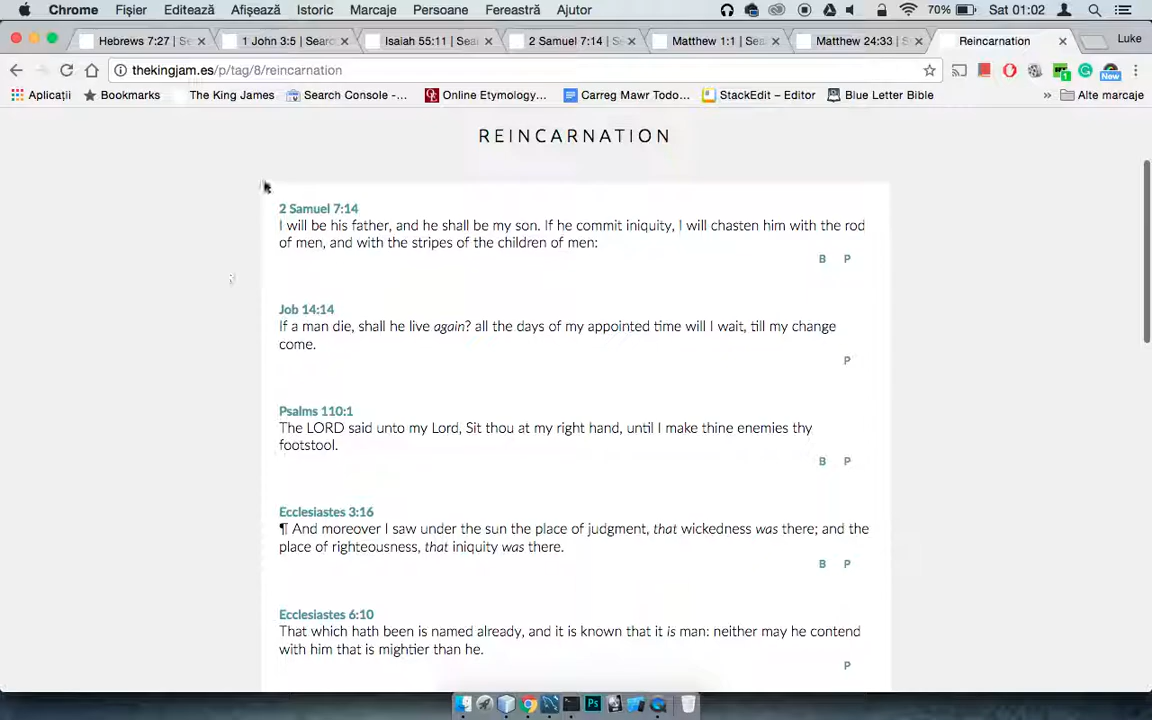 Chrome Fișier Editează Afișează Istoric Marcaje Persoane Fereastră Ajutor 70% Sat 01:02
Hebrews 7:27 | Se 1 John 3:5 | Searc Isaiah 55:11 | Sea 2 Samuel 7:14 | S Matthew 1:1 | Sea Matthew 24:33 | S Reincarnation Luke
thekingjam.es/p/tag/8/reincarnation
Aplicații Bookmarks The King James Search Console -... Online Etymology... Carreg Mawr Todo... StackEdit – Editor Blue Letter Bible » Alte marcaje
New
REINCARNATION
2 Samuel 7:14
I will be his father, and he shall be my son. If he commit iniquity, I will chasten him with the rod
of men, and with the stripes of the children of men:
B P
Job 14:14
If a man die, shall he live again? all the days of my appointed time will I wait, till my change
come.
P
Psalms 110:1
The LORD said unto my Lord, Sit thou at my right hand, until I make thine enemies thy
footstool.
B P
Ecclesiastes 3:16
¶ And moreover I saw under the sun the place of judgment, that wickedness was there; and the
place of righteousness, that iniquity was there.
B P
Ecclesiastes 6:10
That which hath been is named already, and it is known that it is man: neither may he contend
with him that is mightier than he.
P
Ps